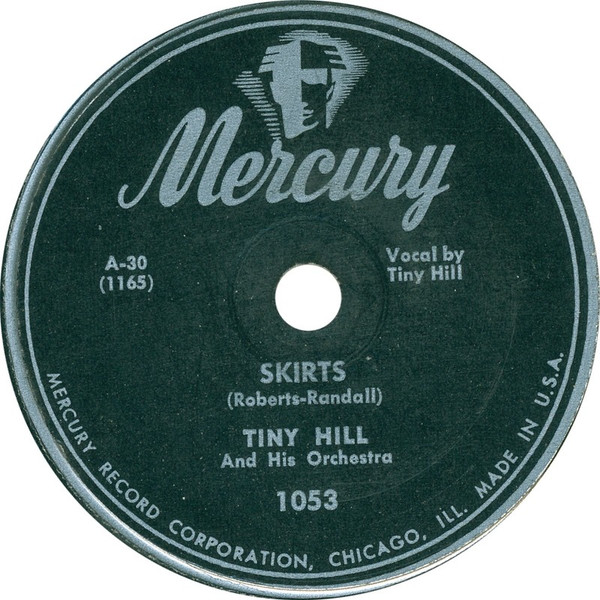 Mercury
A-30
(1165)
Vocal by
Tiny Hill
SKIRTS
(Roberts-Randall)
TINY HILL
And His Orchestra
1053
MERCURY RECORD CORPORATION, CHICAGO, ILL. MADE IN U.S.A.